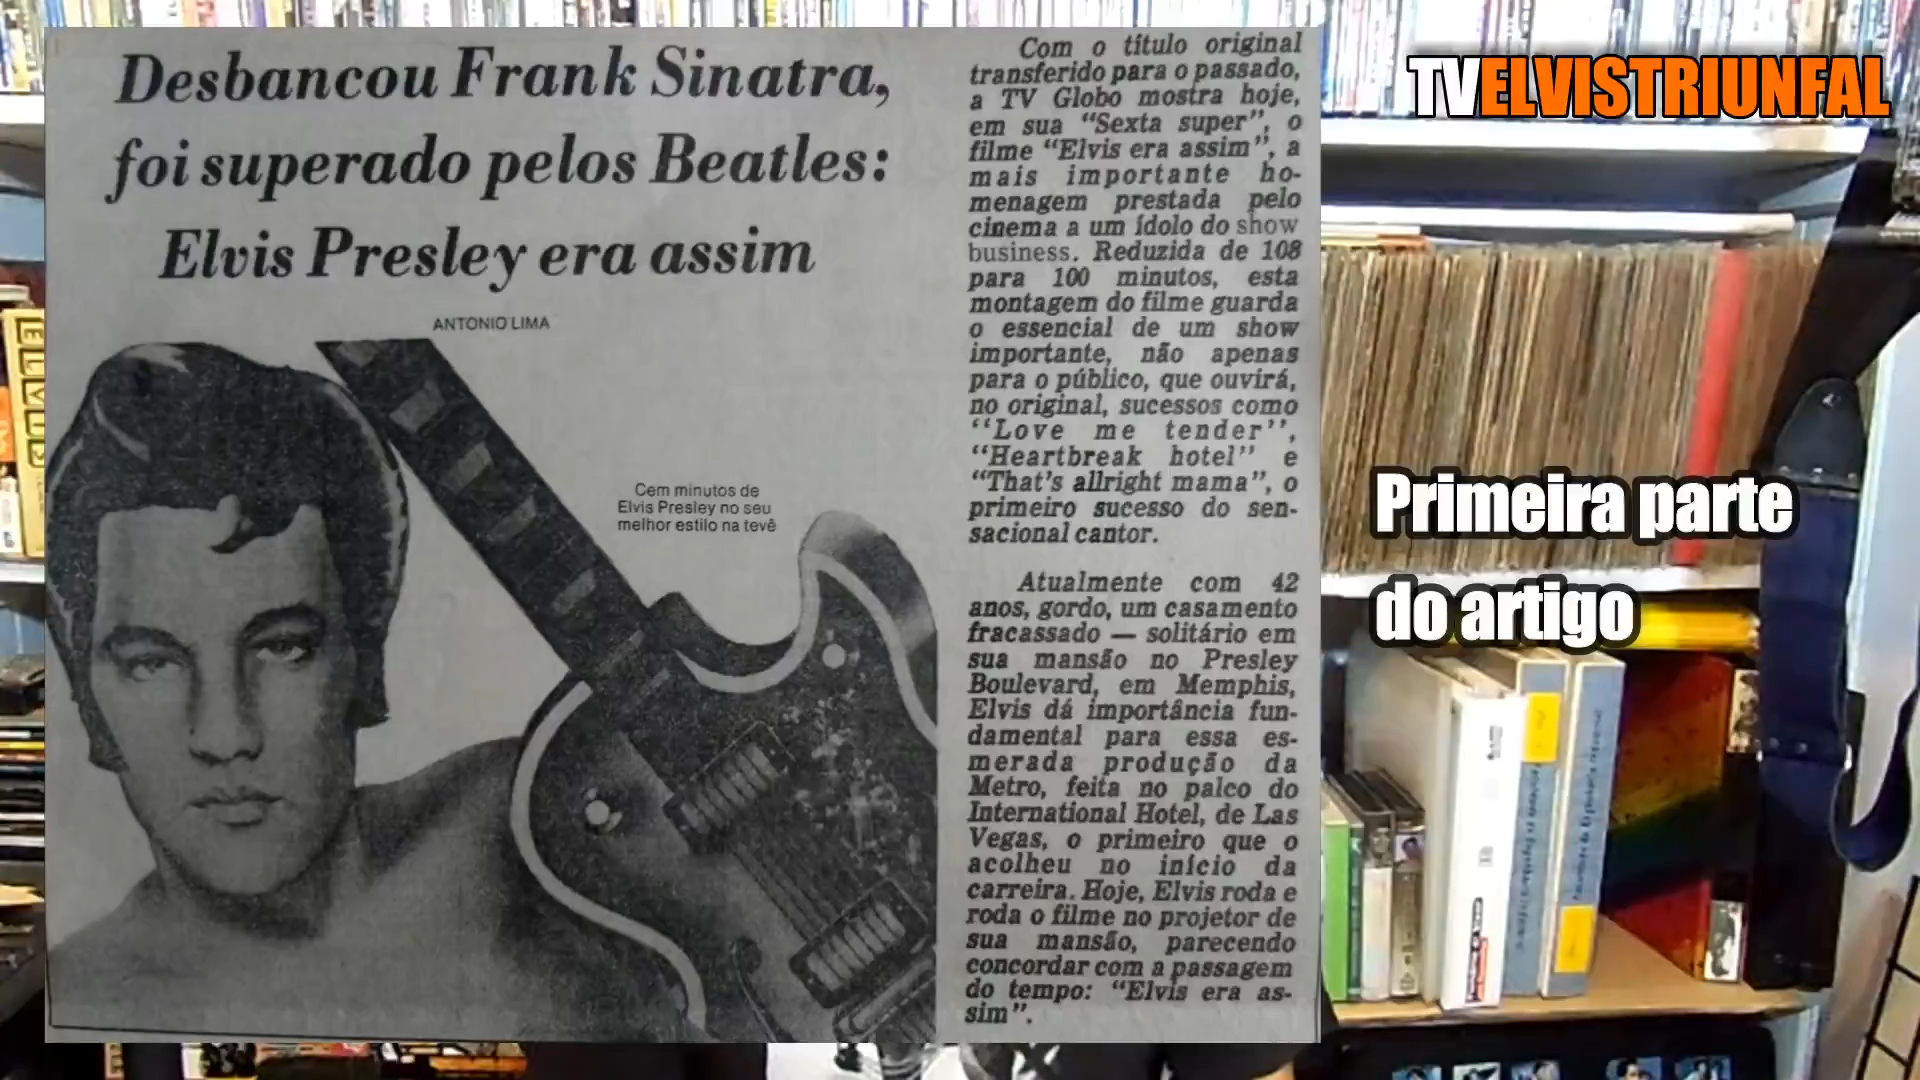 Desbancou Frank Sinatra,
foi superado pelos Beatles:
Elvis Presley era assim
ANTONIO LIMA
Cem minutos de
Elvis Presley no seu
melhor estilo na tevê
Com o título original
transferido para o passado,
a TV Globo mostra hoje,
em sua “Sexta super”, o
filme “Elvis era assim”, a
mais importante ho-
menagem prestada pelo
cinema a um ídolo do show
business. Reduzida de 108
para 100 minutos, esta
montagem do filme guarda
o essencial de um show
importante, não apenas
para o público, que ouvirá,
no original, sucessos como
“Love me tender”,
“Heartbreak hotel” e
“That's allright mama”, o
primeiro sucesso do sen-
sacional cantor.
Atualmente com 42
anos, gordo, um casamento
fracassado — solitário em
sua mansão no Presley
Boulevard, em Memphis,
Elvis dá importância fun-
damental para essa es-
merada produção da
Metro, feita no palco do
International Hotel, de Las
Vegas, o primeiro que o
acolheu no início da
carreira. Hoje, Elvis roda e
roda o filme no projetor de
sua mansão, parecendo
concordar com a passagem
do tempo: “Elvis era as-
sim”.
TVELVISTRIUNFAL
Primeira parte
do artigo
ELVIS